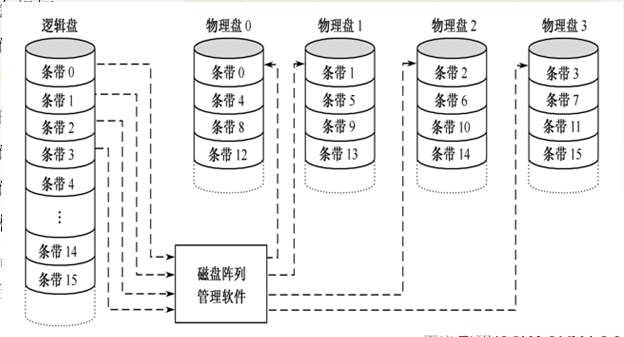 逻辑盘
条带 0
条带 1
条带 2
条带 3
条带 4
⋮
条带 14
条带 15
物理盘 0
条带 0
条带 4
条带 8
条带 12
物理盘 1
条带 1
条带 5
条带 9
条带 13
物理盘 2
条带 2
条带 6
条带 10
条带 14
物理盘 3
条带 3
条带 7
条带 11
条带 15
磁盘阵列
管理软件